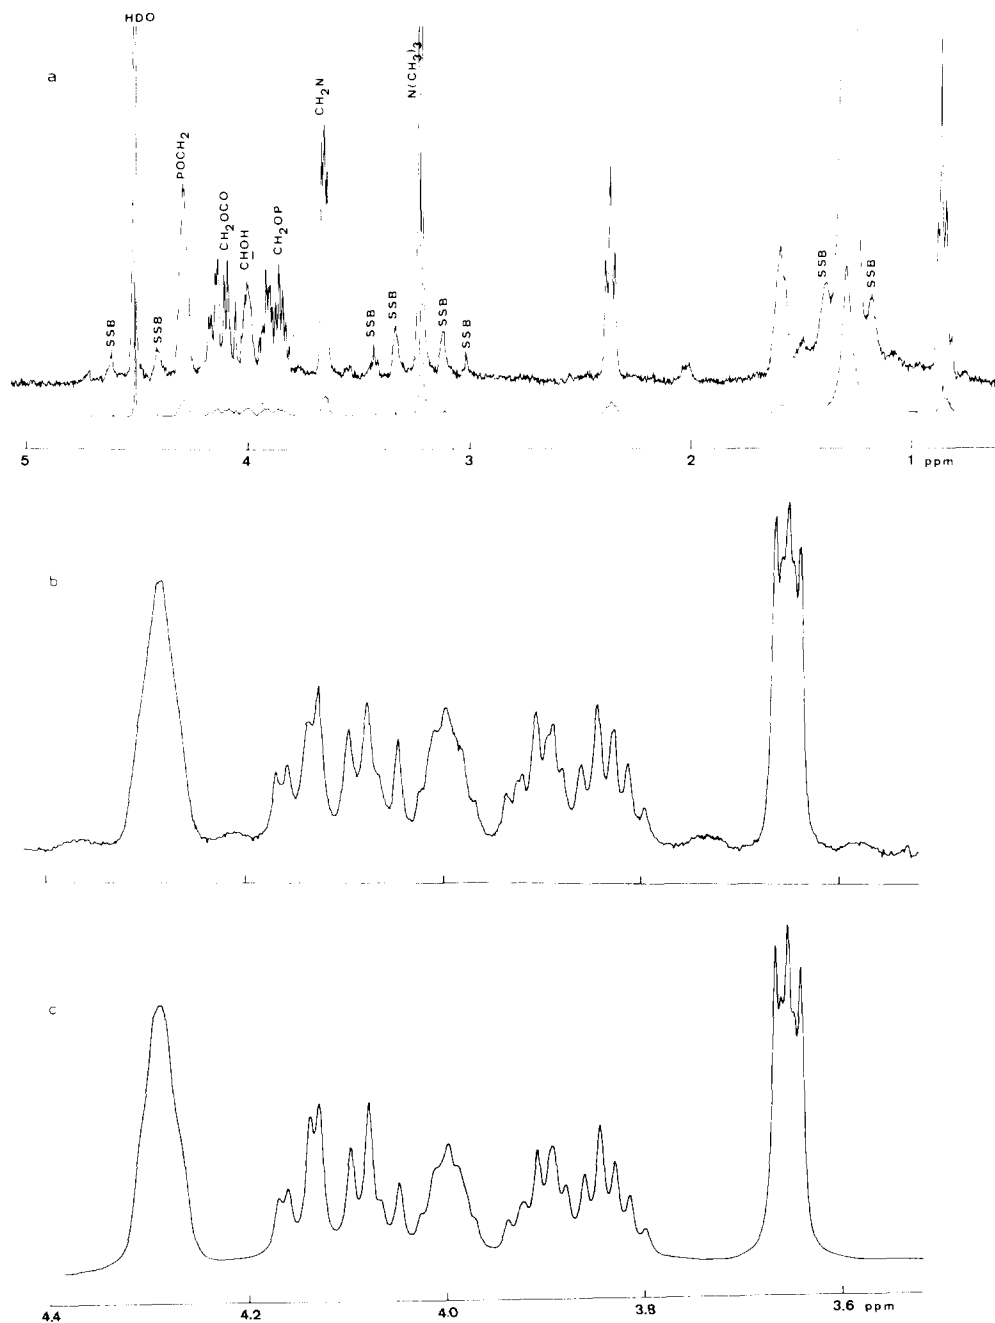 HDO
a
POCH2
CH2OCO
CHOH
CH2OP
CH2N
N(CH3)3
SSB
SSB
SSB
SSB
SSB
SSB
SSB
SSB
5 4 3 2 1 ppm
b
c
4.4 4.2 4.0 3.8 3.6 ppm